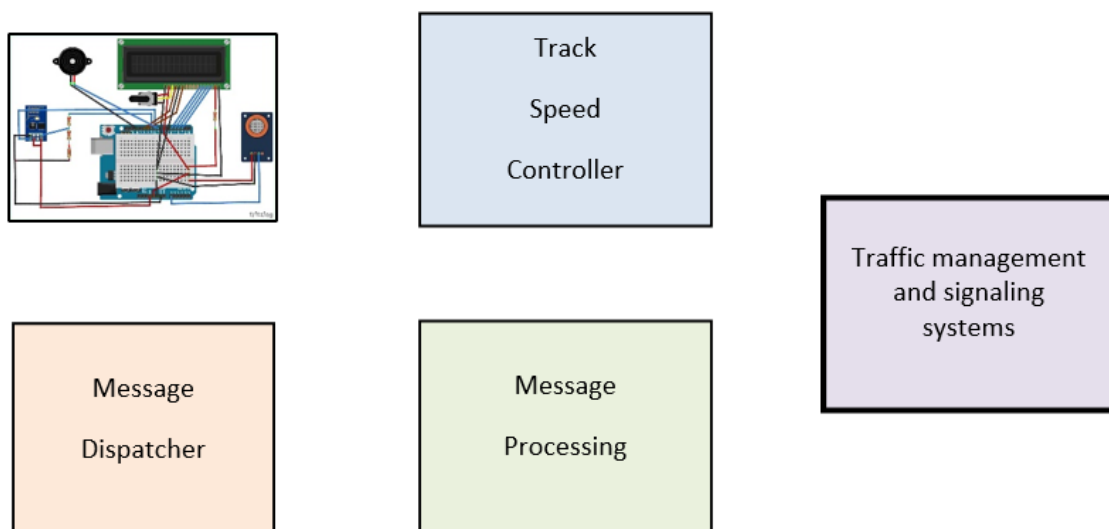 Track
Speed
Controller
Traffic management
and signaling
systems
Message
Dispatcher
Message
Processing